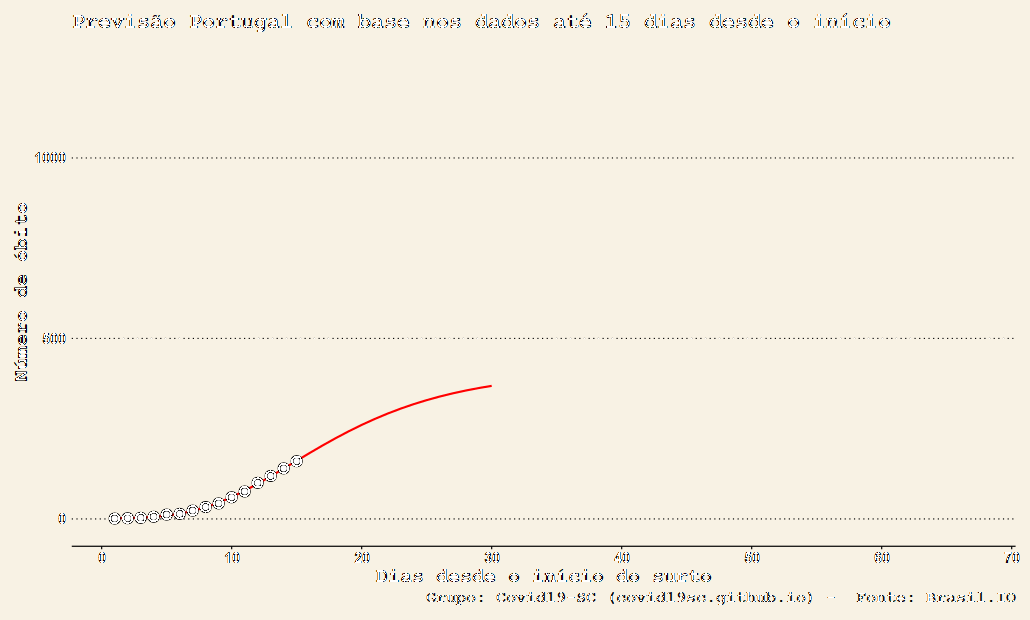 Previsão Portugal com base nos dados até 15 dias desde o início
10000
Número de óbito
5000
0
0 10 20 30 40 50 60 70
Dias desde o início do surto
Grupo: Covid19-SC (covid19sc.github.io) - Fonte: Brasil.IO